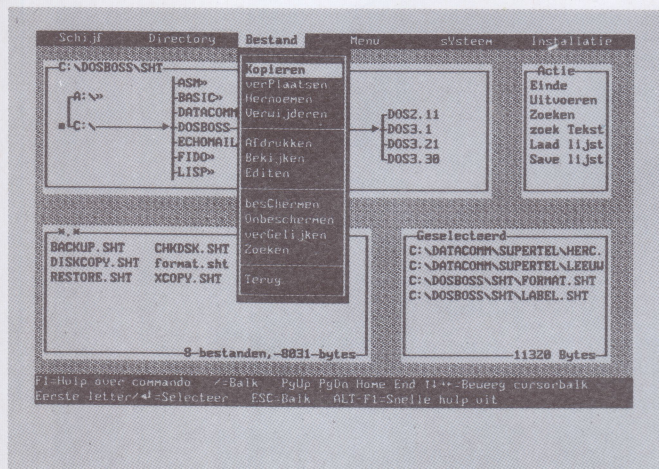 Schijf Directory Bestand Menu sYsteem Installatie
C:\DOSBOSS\SHT
A:\»
C:\
ASM»
BASIC»
DATACOMM
DOSBOSS
ECHOMAIL
FIDO»
LISP»
Kopieren
verPlaatsen
Hernoemen
Verwijderen
Afdrukken
Bekijken
Editen
besChermen
Onbeschermen
verGelijken
Zoeken
Terug
DOS2.11
DOS3.1
DOS3.21
DOS3.30
Actie
Einde
Uitvoeren
Zoeken
zoek Tekst
Laad lijst
Save lijst
*.*
BACKUP.SHT CHKDSK.SHT
DISKCOPY.SHT format.sht
RESTORE.SHT XCOPY.SHT
8 bestanden, 8031 bytes
Geselecteerd
C:\DATACOMM\SUPERTEL\HERC.
C:\DATACOMM\SUPERTEL\LEEUW
C:\DOSBOSS\SHT\FORMAT.SHT
C:\DOSBOSS\SHT\LABEL.SHT
11320 Bytes
F1=Hulp over commando /=Balk PgUp PgDn Home End ↑↓←→=Beweeg cursorbalk
Eerste letter/↵=Selecteer ESC=Balk ALT-F1=Snelle hulp uit